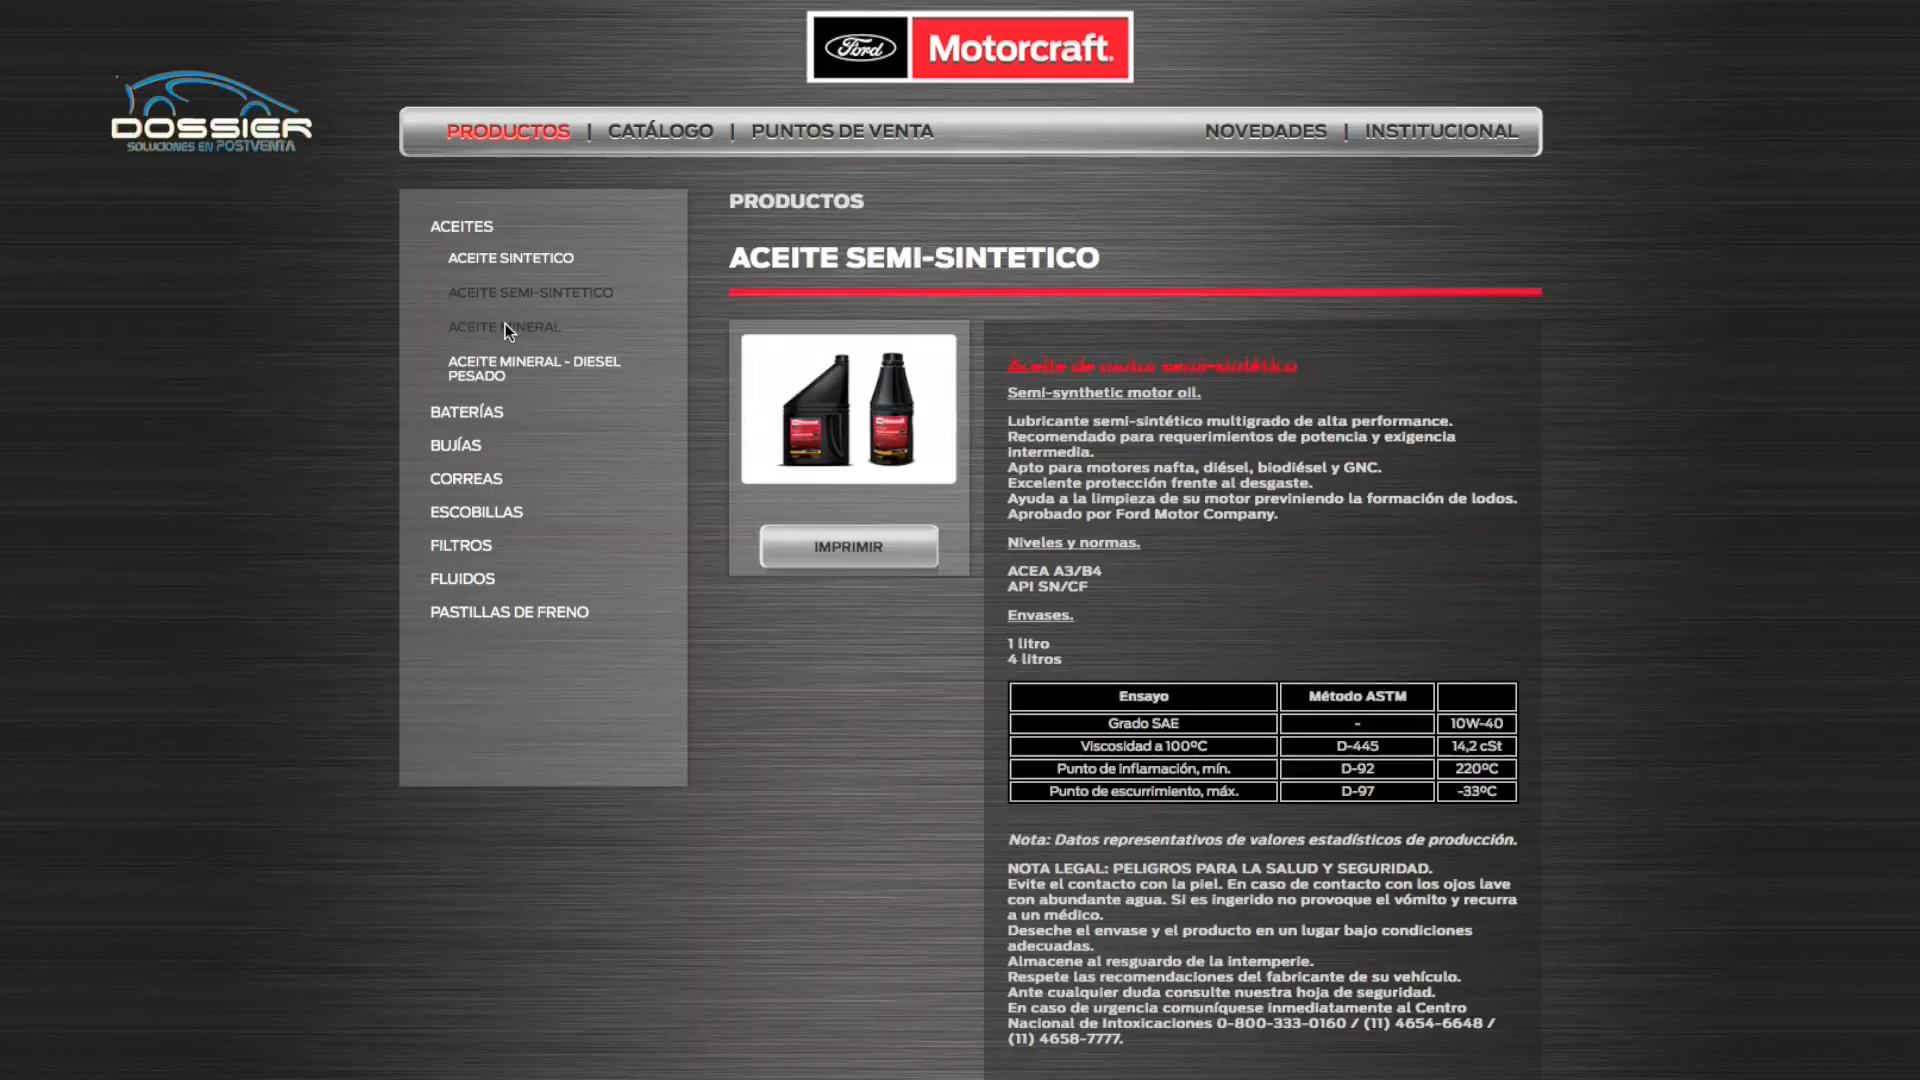 Ford
Motorcraft.
DOSSIER
SOLUCIONES EN POSTVENTA
PRODUCTOS | CATÁLOGO | PUNTOS DE VENTA
NOVEDADES | INSTITUCIONAL
ACEITES
ACEITE SINTETICO
ACEITE SEMI-SINTETICO
ACEITE MINERAL
ACEITE MINERAL - DIESEL
PESADO
BATERÍAS
BUJÍAS
CORREAS
ESCOBILLAS
FILTROS
FLUIDOS
PASTILLAS DE FRENO
PRODUCTOS
ACEITE SEMI-SINTETICO
IMPRIMIR
Aceite de motor semi-sintético
Semi-synthetic motor oil.
Lubricante semi-sintético multigrado de alta performance.
Recomendado para requerimientos de potencia y exigencia
intermedia.
Apto para motores nafta, diésel, biodiésel y GNC.
Excelente protección frente al desgaste.
Ayuda a la limpieza de su motor previniendo la formación de lodos.
Aprobado por Ford Motor Company.
Niveles y normas.
ACEA A3/B4
API SN/CF
Envases.
1 litro
4 litros
Ensayo Método ASTM
Grado SAE - 10W-40
Viscosidad a 100ºC D-445 14,2 cSt
Punto de inflamación, mín. D-92 220ºC
Punto de escurrimiento, máx. D-97 -33ºC
Nota: Datos representativos de valores estadísticos de producción.
NOTA LEGAL: PELIGROS PARA LA SALUD Y SEGURIDAD.
Evite el contacto con la piel. En caso de contacto con los ojos lave
con abundante agua. Si es ingerido no provoque el vómito y recurra
a un médico.
Deseche el envase y el producto en un lugar bajo condiciones
adecuadas.
Almacene al resguardo de la intemperie.
Respete las recomendaciones del fabricante de su vehículo.
Ante cualquier duda consulte nuestra hoja de seguridad.
En caso de urgencia comuníquese inmediatamente al Centro
Nacional de Intoxicaciones 0-800-333-0160 / (11) 4654-6648 /
(11) 4658-7777.